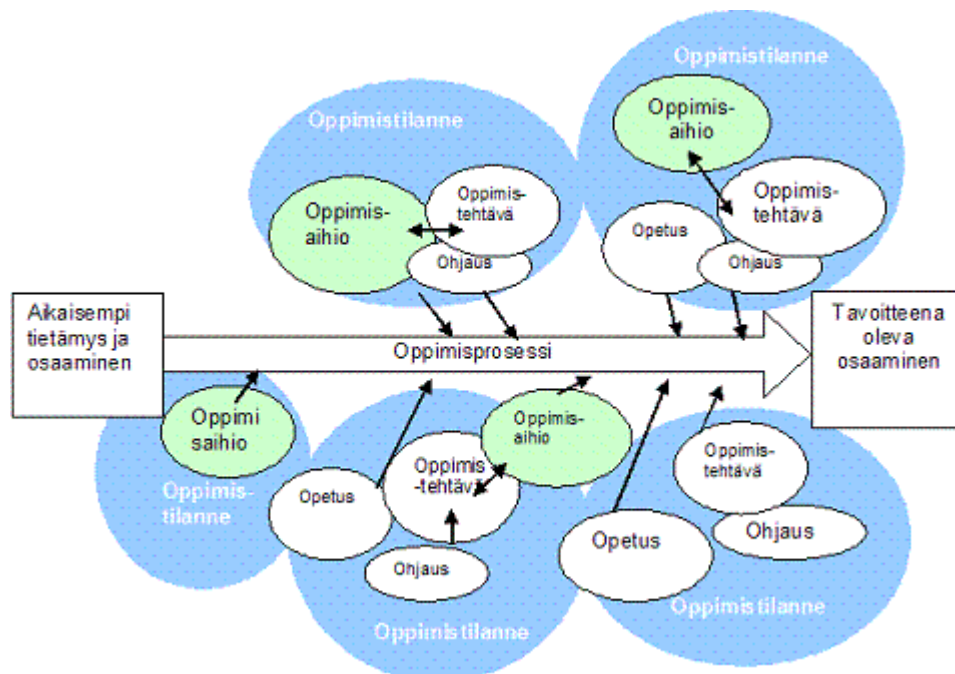 Oppimistilanne
Oppimis-
aihio
Oppimis-
tehtävä
Opetus
Ohjaus
Oppimistilanne
Oppimis-
aihio
Oppimis-
tehtävä
Ohjaus
Aikaisempi
tietämys ja
osaaminen
Oppimisprosessi
Tavoitteena
oleva
osaaminen
Oppimi
saihio
Oppimis-
tilanne
Opetus
Oppimis
-tehtävä
Ohjaus
Oppimis-
aihio
Oppimistilanne
Oppimis-
tehtävä
Opetus
Ohjaus
Oppimistilanne